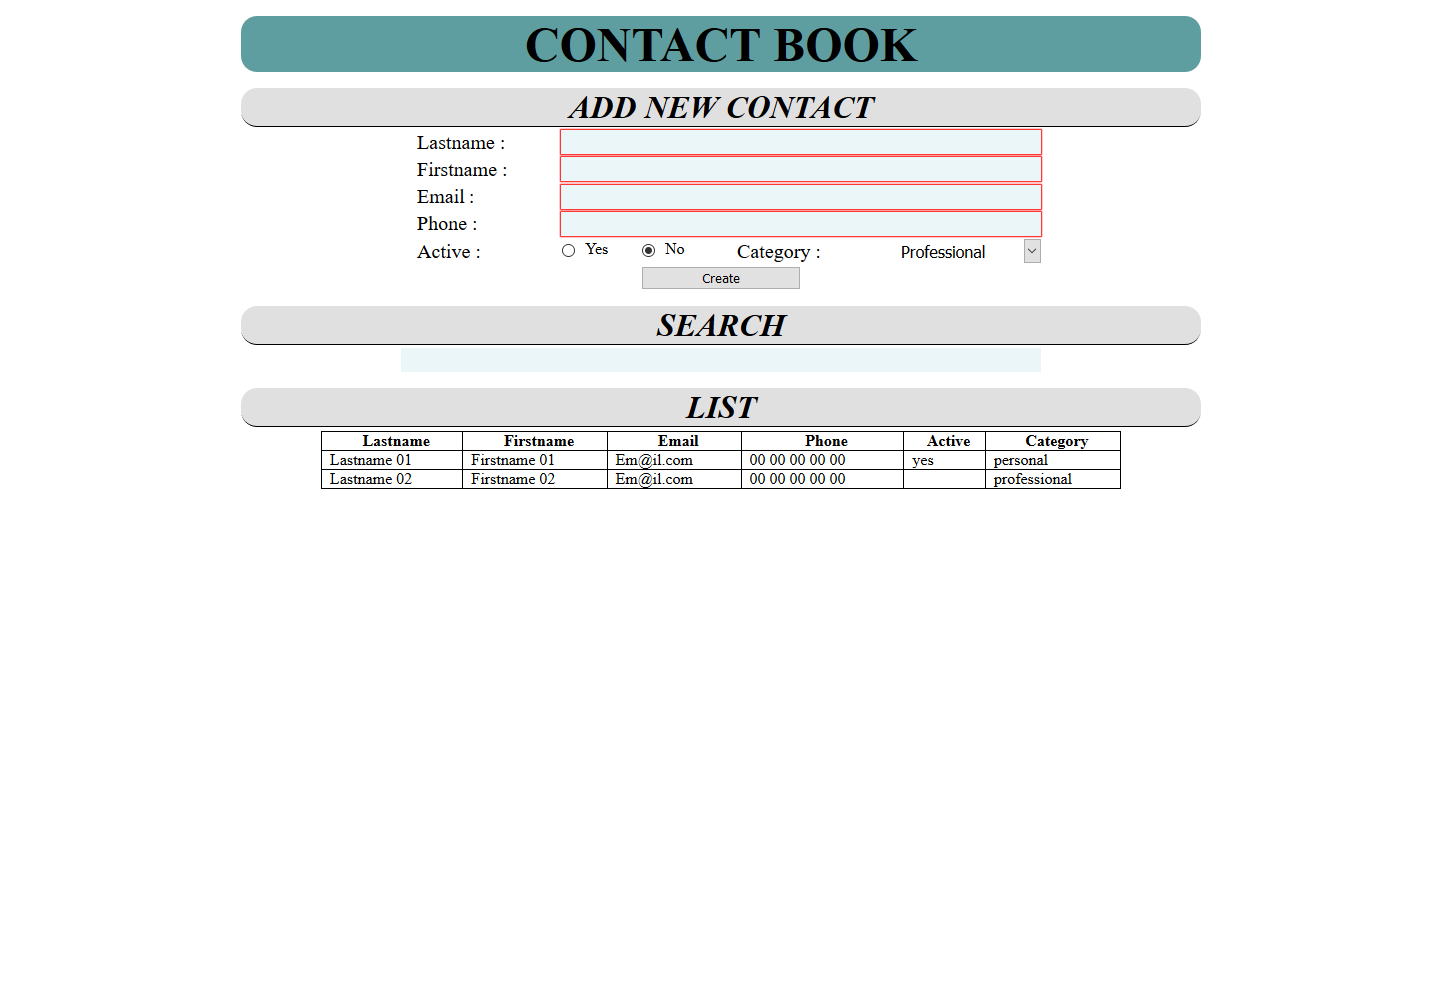 CONTACT BOOK
ADD NEW CONTACT
Lastname :
Firstname :
Email :
Phone :
Active : Yes No Category : Professional
Create
SEARCH
LIST
Lastname Firstname Email Phone Active Category
Lastname 01 Firstname 01 Em@il.com 00 00 00 00 00 yes personal
Lastname 02 Firstname 02 Em@il.com 00 00 00 00 00 professional